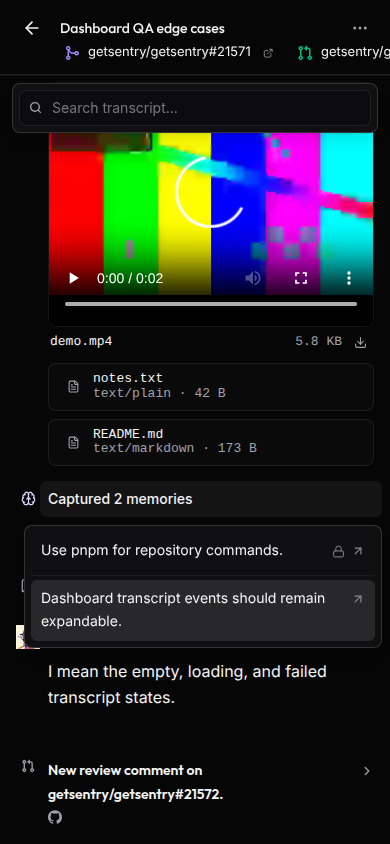 Dashboard QA edge cases
getsentry/getsentry#21571
getsentry/g
Search transcript...
0:00 / 0:02
demo.mp4
5.8 KB
notes.txt
text/plain · 42 B
README.md
text/markdown · 173 B
Captured 2 memories
Use pnpm for repository commands.
Dashboard transcript events should remain
expandable.
I mean the empty, loading, and failed
transcript states.
New review comment on
getsentry/getsentry#21572.